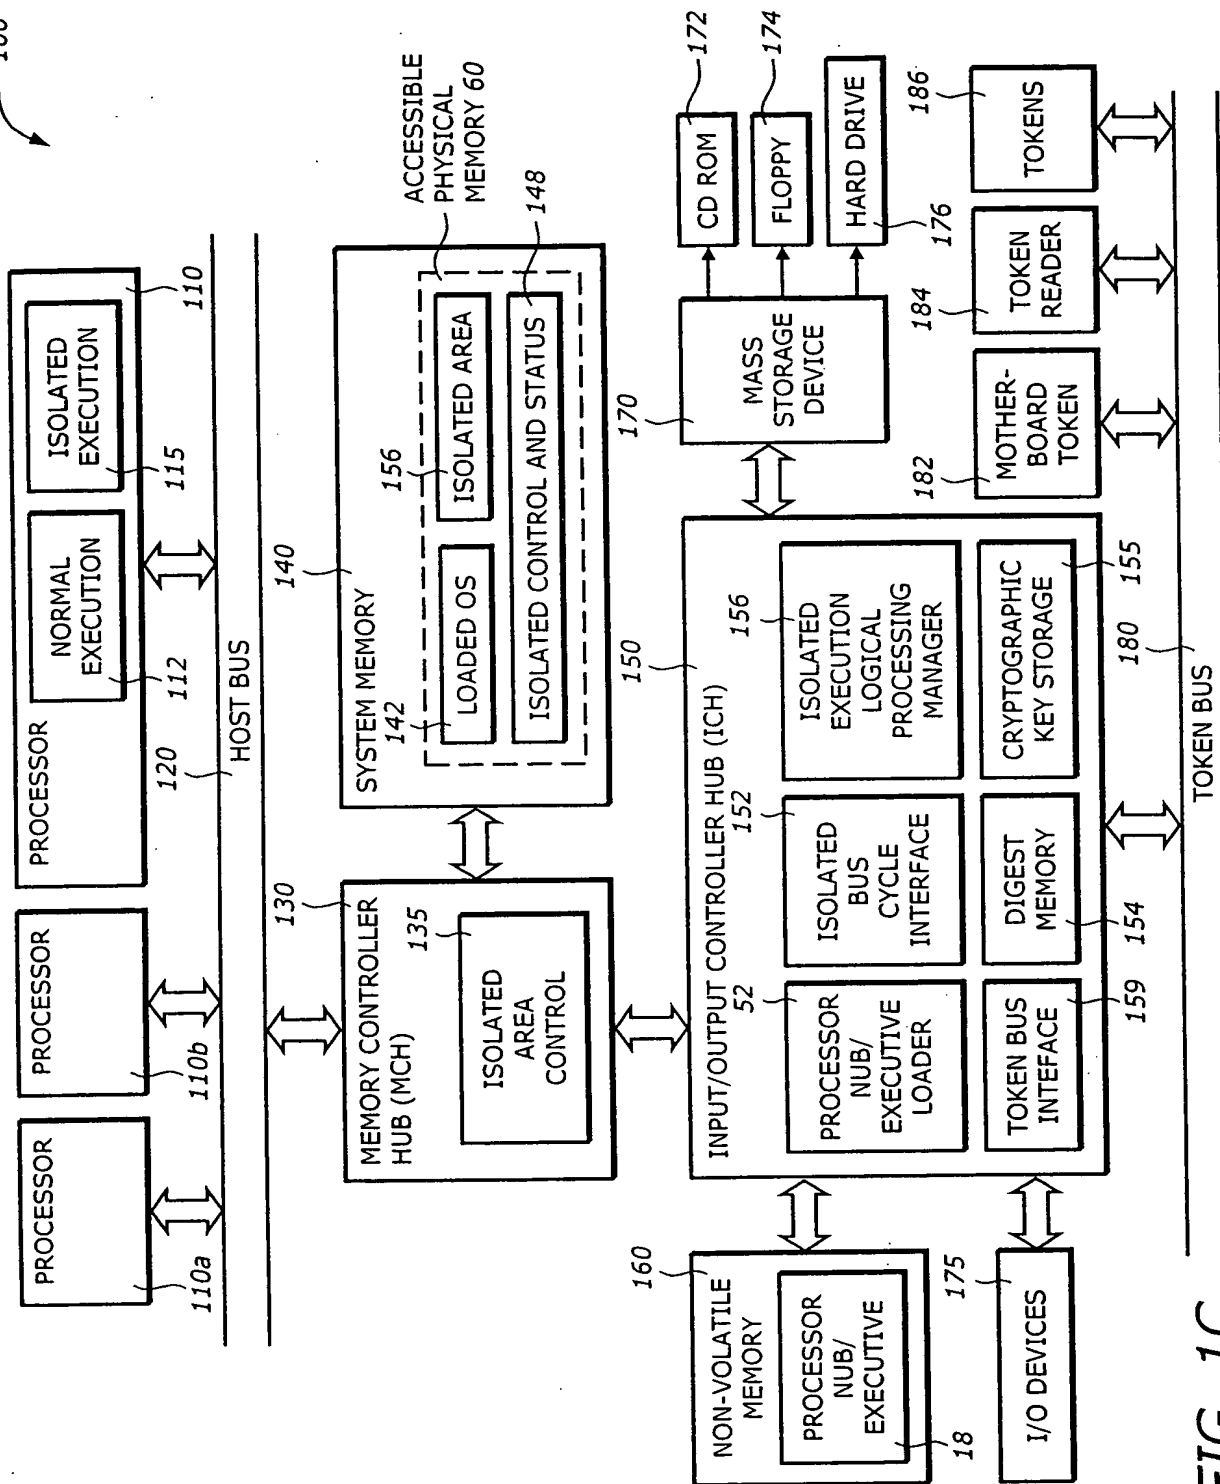 PROCESSOR
110a
PROCESSOR
110b
PROCESSOR
NORMAL
EXECUTION
112
ISOLATED
EXECUTION
115
110
120
HOST BUS
130
MEMORY CONTROLLER
HUB (MCH)
135
ISOLATED
AREA
CONTROL
140
SYSTEM MEMORY
142
LOADED OS
156
ISOLATED AREA
ISOLATED CONTROL AND STATUS
148
ACCESSIBLE
PHYSICAL
MEMORY 60
160
NON-VOLATILE
MEMORY
PROCESSOR
NUB/
EXECUTIVE
18
175
I/O DEVICES
150
INPUT/OUTPUT CONTROLLER HUB (ICH)
52
PROCESSOR
NUB/
EXECUTIVE
LOADER
152
ISOLATED
BUS
CYCLE
INTERFACE
156
ISOLATED
EXECUTION
LOGICAL
PROCESSING
MANAGER
TOKEN BUS
INTEFACE
159
DIGEST
MEMORY
154
CRYPTOGRAPHIC
KEY STORAGE
155
170
MASS
STORAGE
DEVICE
CD ROM
172
FLOPPY
174
HARD DRIVE
176
182
MOTHER-
BOARD
TOKEN
184
TOKEN
READER
186
TOKENS
180
TOKEN BUS
FIG. 1C